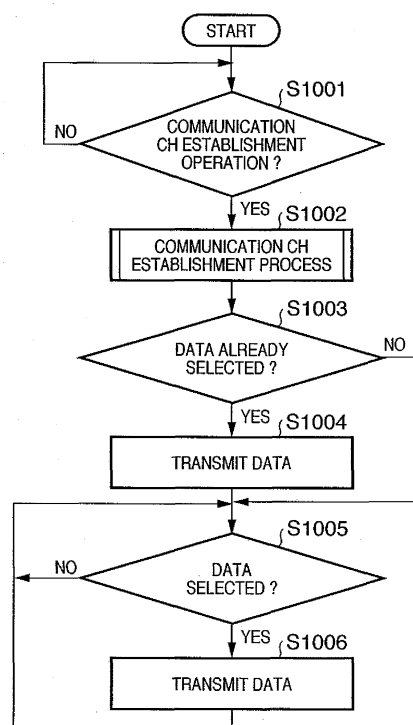 START
S1001
COMMUNICATION
CH ESTABLISHMENT
OPERATION ?
NO
YES
S1002
COMMUNICATION CH
ESTABLISHMENT PROCESS
S1003
DATA ALREADY
SELECTED ?
NO
YES
S1004
TRANSMIT DATA
S1005
DATA
SELECTED ?
NO
YES
S1006
TRANSMIT DATA